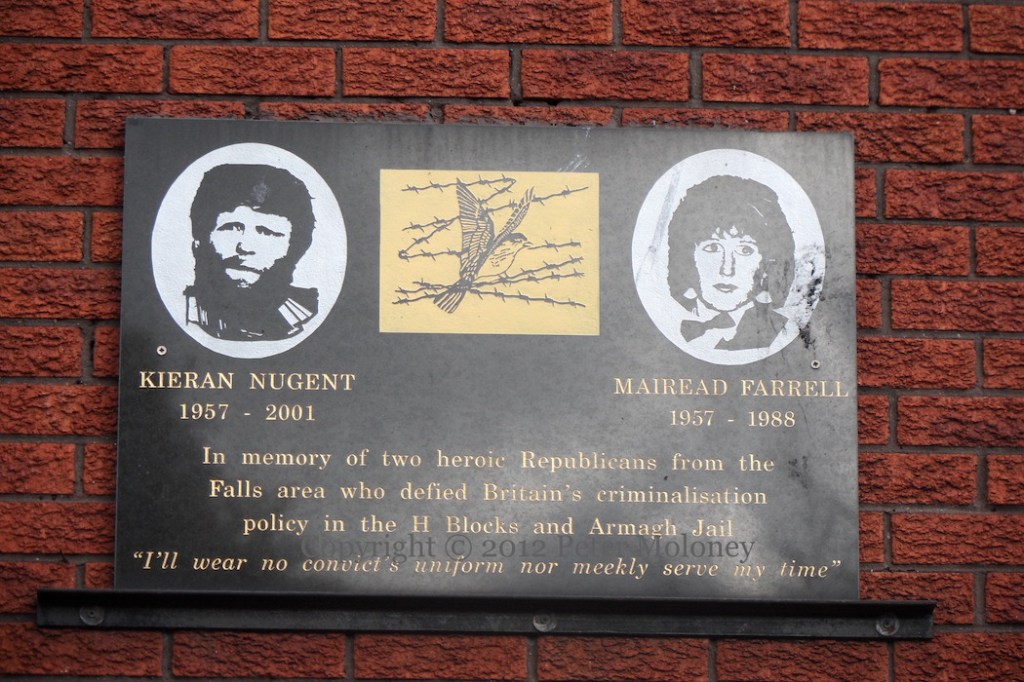 KIERAN NUGENT
1957 - 2001
MAIREAD FARRELL
1957 - 1988
In memory of two heroic Republicans from the
Falls area who defied Britain's criminalisation
policy in the H Blocks and Armagh Jail
Copyright © 2012 Peter Moloney
"I'll wear no convict's uniform nor meekly serve my time"